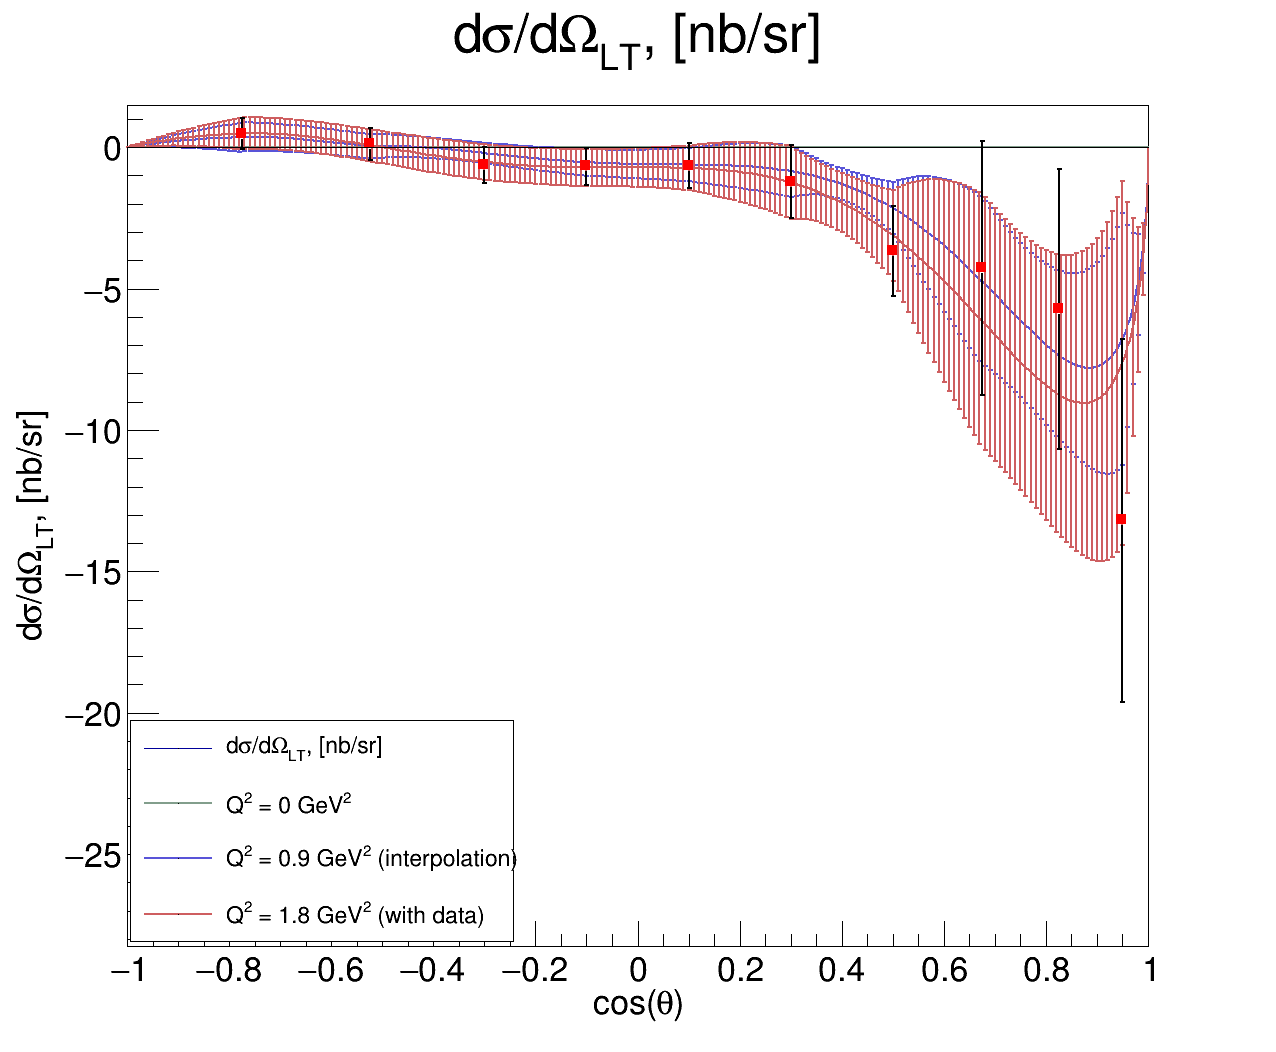 dσ/dΩ_LT, [nb/sr]
dσ/dΩ_LT, [nb/sr]
0
−5
−10
−15
−20
−25
dσ/dΩ_LT, [nb/sr]
Q² = 0 GeV²
Q² = 0.9 GeV² (interpolation)
Q² = 1.8 GeV² (with data)
−1 −0.8 −0.6 −0.4 −0.2 0 0.2 0.4 0.6 0.8 1
cos(θ)